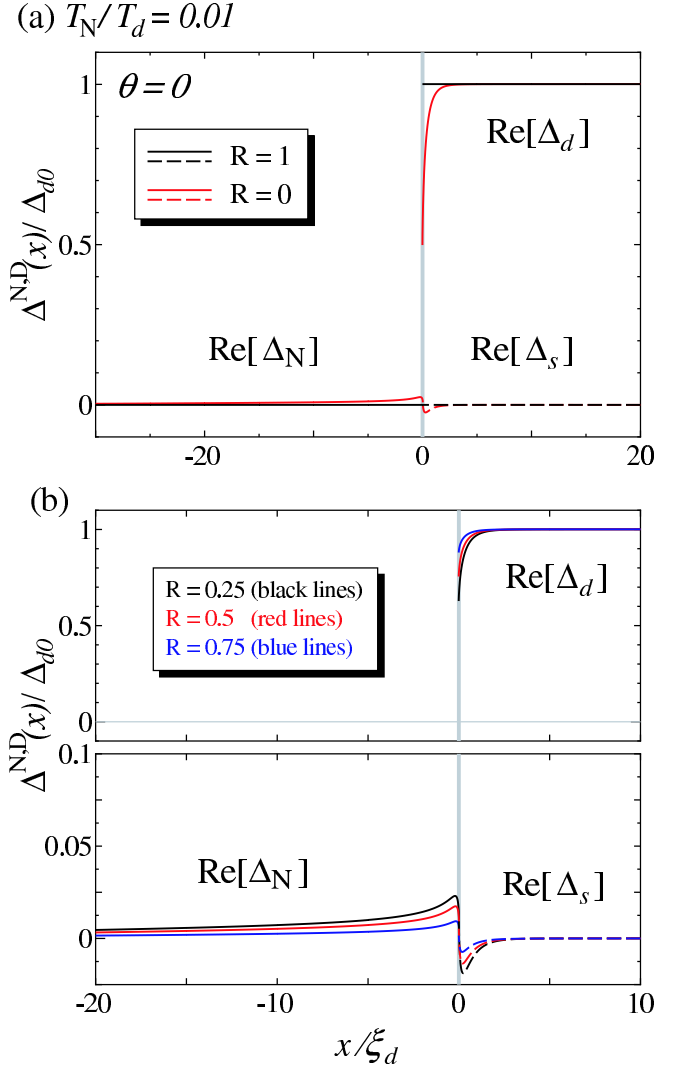 (a) T_N / T_d = 0.01
θ = 0
R = 1
R = 0
Re[Δ_d]
Re[Δ_N]
Re[Δ_s]
1
0.5
0
Δ^{N,D}(x) / Δ_{d0}
-20
0
20
(b)
R = 0.25 (black lines)
R = 0.5 (red lines)
R = 0.75 (blue lines)
Re[Δ_d]
1
0.5
0
Δ^{N,D}(x) / Δ_{d0}
0.1
0.05
0
Re[Δ_N]
Re[Δ_s]
-20
-10
0
10
x/ξ_d